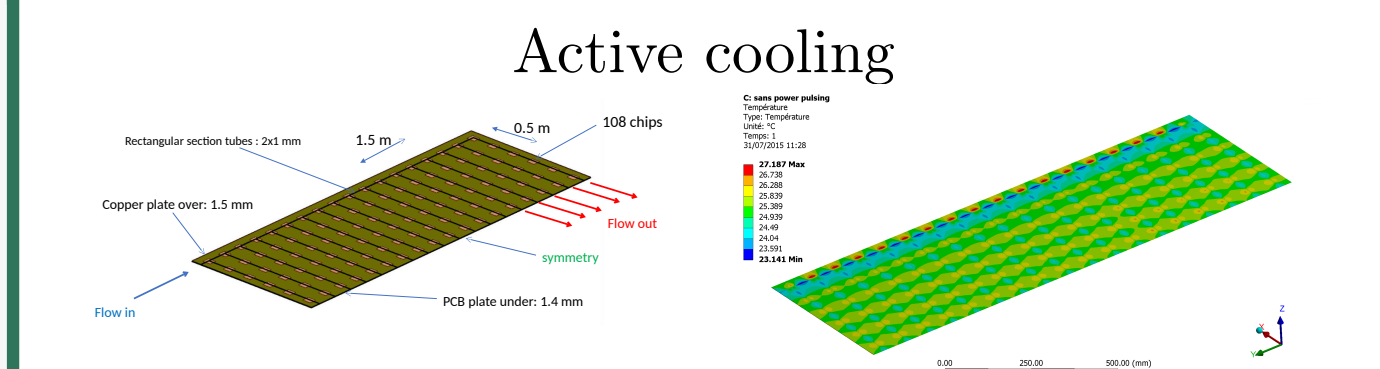 Active cooling
Rectangular section tubes : 2x1 mm
1.5 m
0.5 m
108 chips
Copper plate over: 1.5 mm
Flow out
symmetry
PCB plate under: 1.4 mm
Flow in
C: sans power pulsing
Température
Type: Température
Unité: °C
Temps: 1
31/07/2015 11:28
27.187 Max
26.738
26.288
25.839
25.389
24.939
24.49
24.04
23.591
23.141 Min
Z
X
Y
0.00 250.00 500.00 (mm)